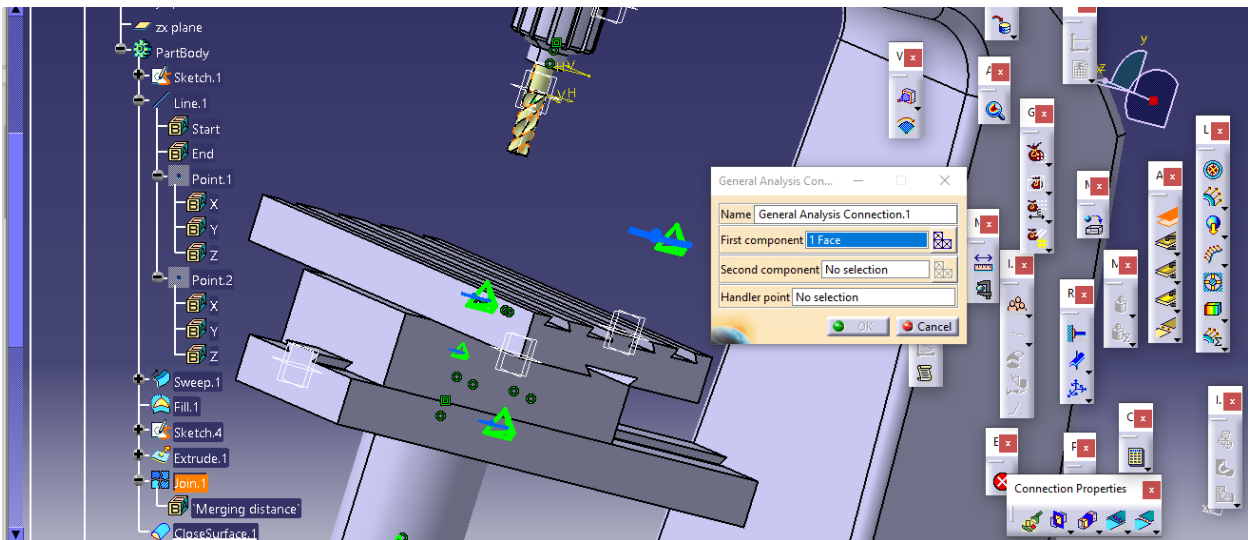 zx plane
PartBody
Sketch.1
Line.1
Start
End
Point.1
X
Y
Z
Point.2
X
Y
Z
Sweep.1
Fill.1
Sketch.4
Extrude.1
Join.1
`Merging distance`
CloseSurface.1
H V
V H
V
A
G
y
z
L
A
M
I.
M
R
E
F
C
I.
General Analysis Con...
Name General Analysis Connection.1
First component 1 Face
Second component No selection
Handler point No selection
OK Cancel
Connection Properties